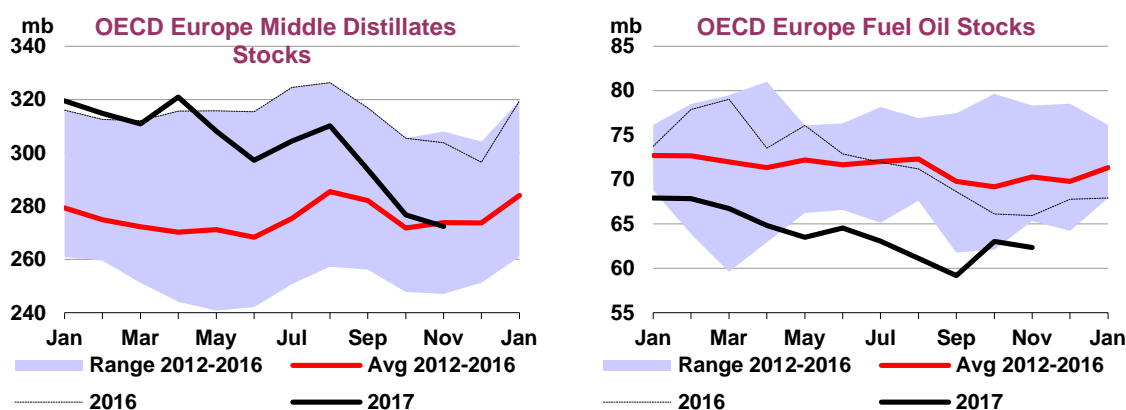 mb
OECD Europe Middle Distillates
Stocks
340
320
300
280
260
240
Jan Mar May Jul Sep Nov Jan
Range 2012-2016 Avg 2012-2016
2016 2017
mb
OECD Europe Fuel Oil Stocks
85
80
75
70
65
60
55
Jan Mar May Jul Sep Nov Jan
Range 2012-2016 Avg 2012-2016
2016 2017